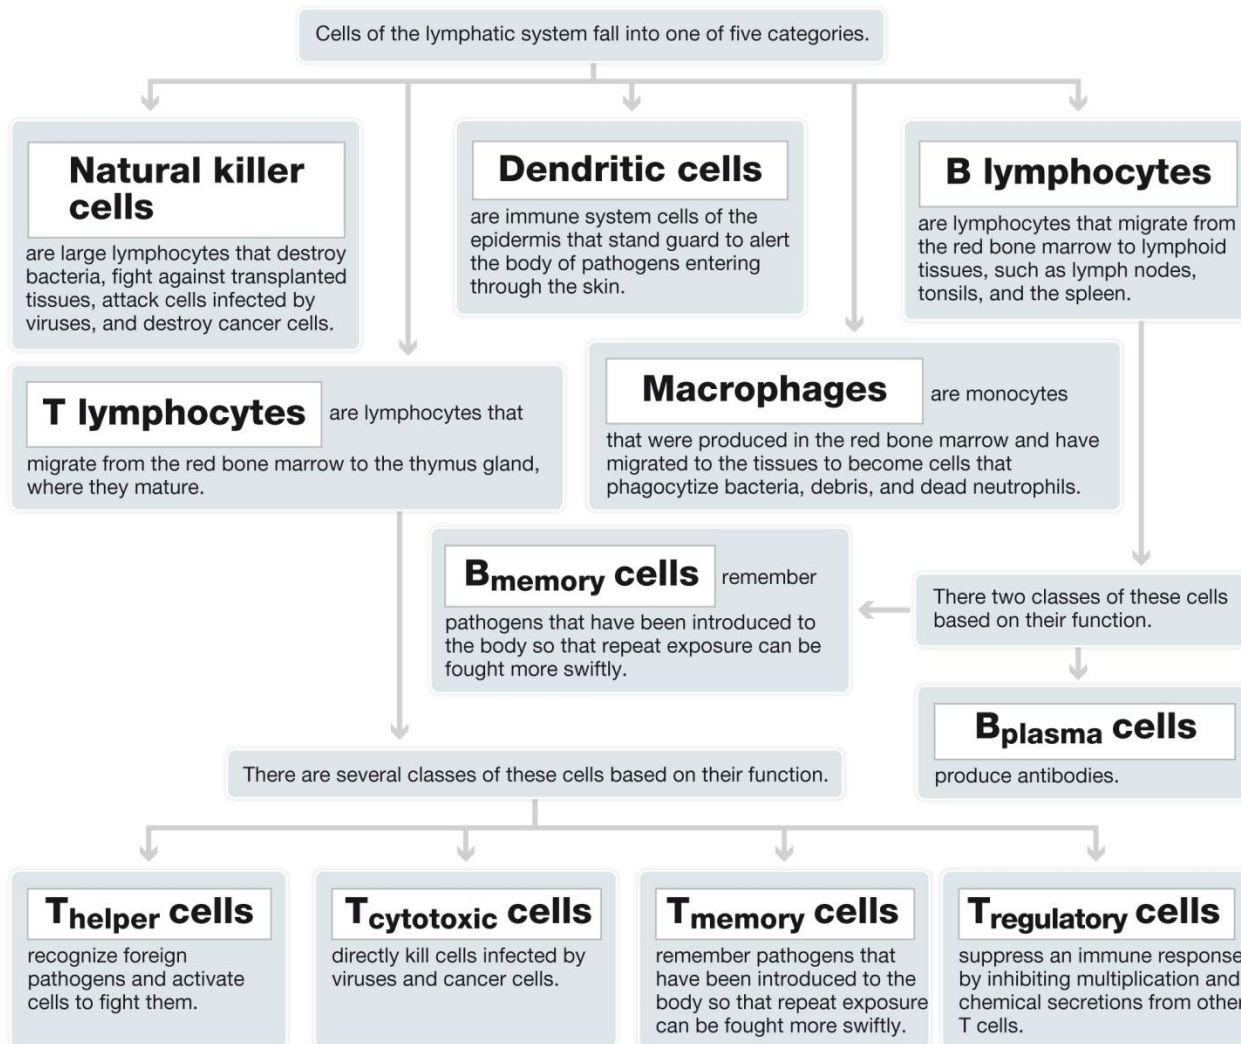 Cells of the lymphatic system fall into one of five categories.
Natural killer
cells
are large lymphocytes that destroy
bacteria, fight against transplanted
tissues, attack cells infected by
viruses, and destroy cancer cells.
Dendritic cells
are immune system cells of the
epidermis that stand guard to alert
the body of pathogens entering
through the skin.
B lymphocytes
are lymphocytes that migrate from
the red bone marrow to lymphoid
tissues, such as lymph nodes,
tonsils, and the spleen.
T lymphocytes are lymphocytes that
migrate from the red bone marrow to the thymus gland,
where they mature.
Macrophages are monocytes
that were produced in the red bone marrow and have
migrated to the tissues to become cells that
phagocytize bacteria, debris, and dead neutrophils.
Bmemory cells remember
pathogens that have been introduced to
the body so that repeat exposure can be
fought more swiftly.
There two classes of these cells
based on their function.
Bplasma cells
produce antibodies.
There are several classes of these cells based on their function.
Thelper cells
recognize foreign
pathogens and activate
cells to fight them.
Tcytotoxic cells
directly kill cells infected by
viruses and cancer cells.
Tmemory cells
remember pathogens that
have been introduced to the
body so that repeat exposure
can be fought more swiftly.
Tregulatory cells
suppress an immune response
by inhibiting multiplication and
chemical secretions from other
T cells.